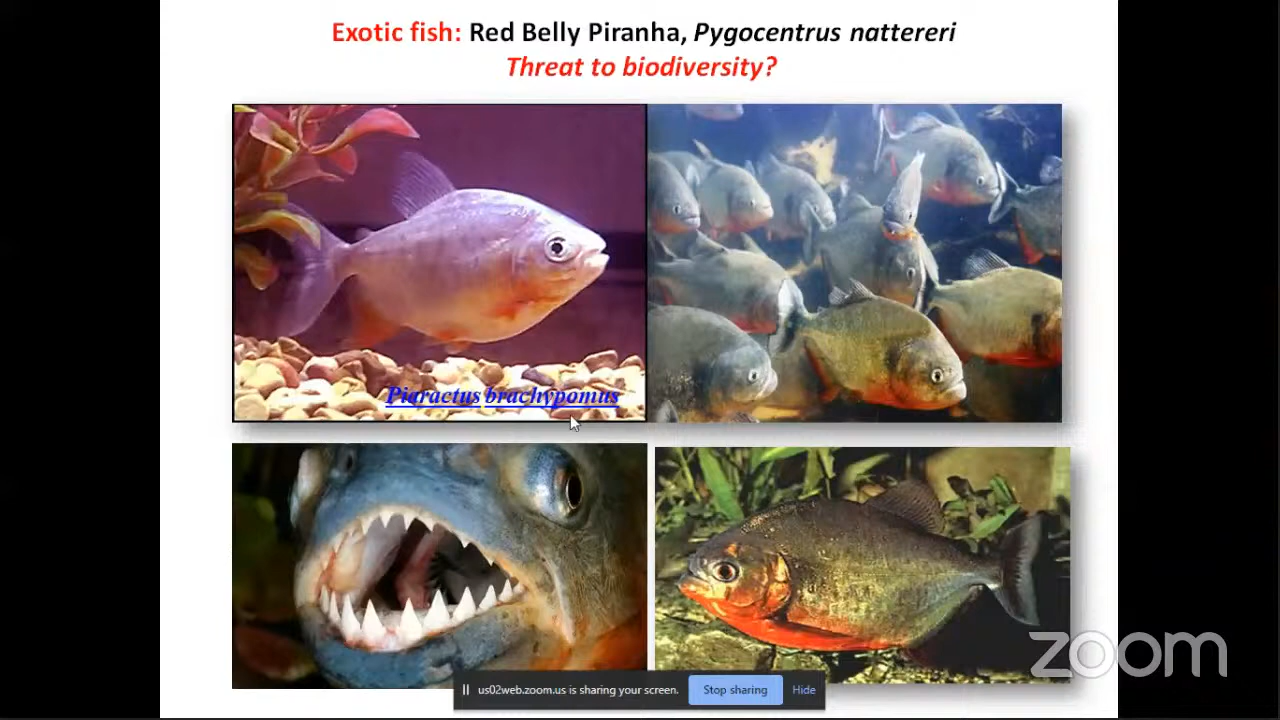 Exotic fish: Red Belly Piranha, Pygocentrus nattereri
Threat to biodiversity?
Piaractus brachypomus
us02web.zoom.us is sharing your screen. Stop sharing Hide
zoom